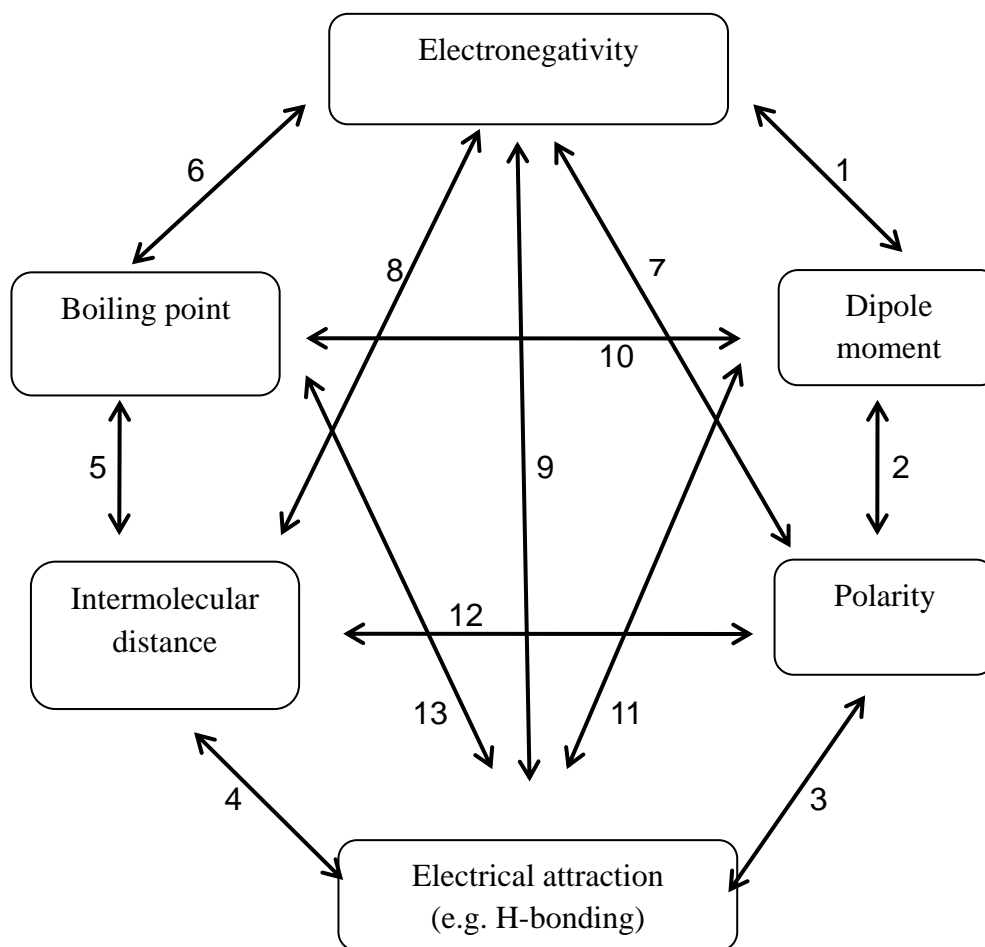 Electronegativity
6
1
8
7
Boiling point
Dipole
moment
10
5
9
2
Intermolecular
distance
Polarity
12
13
11
4
3
Electrical attraction
(e.g. H-bonding)